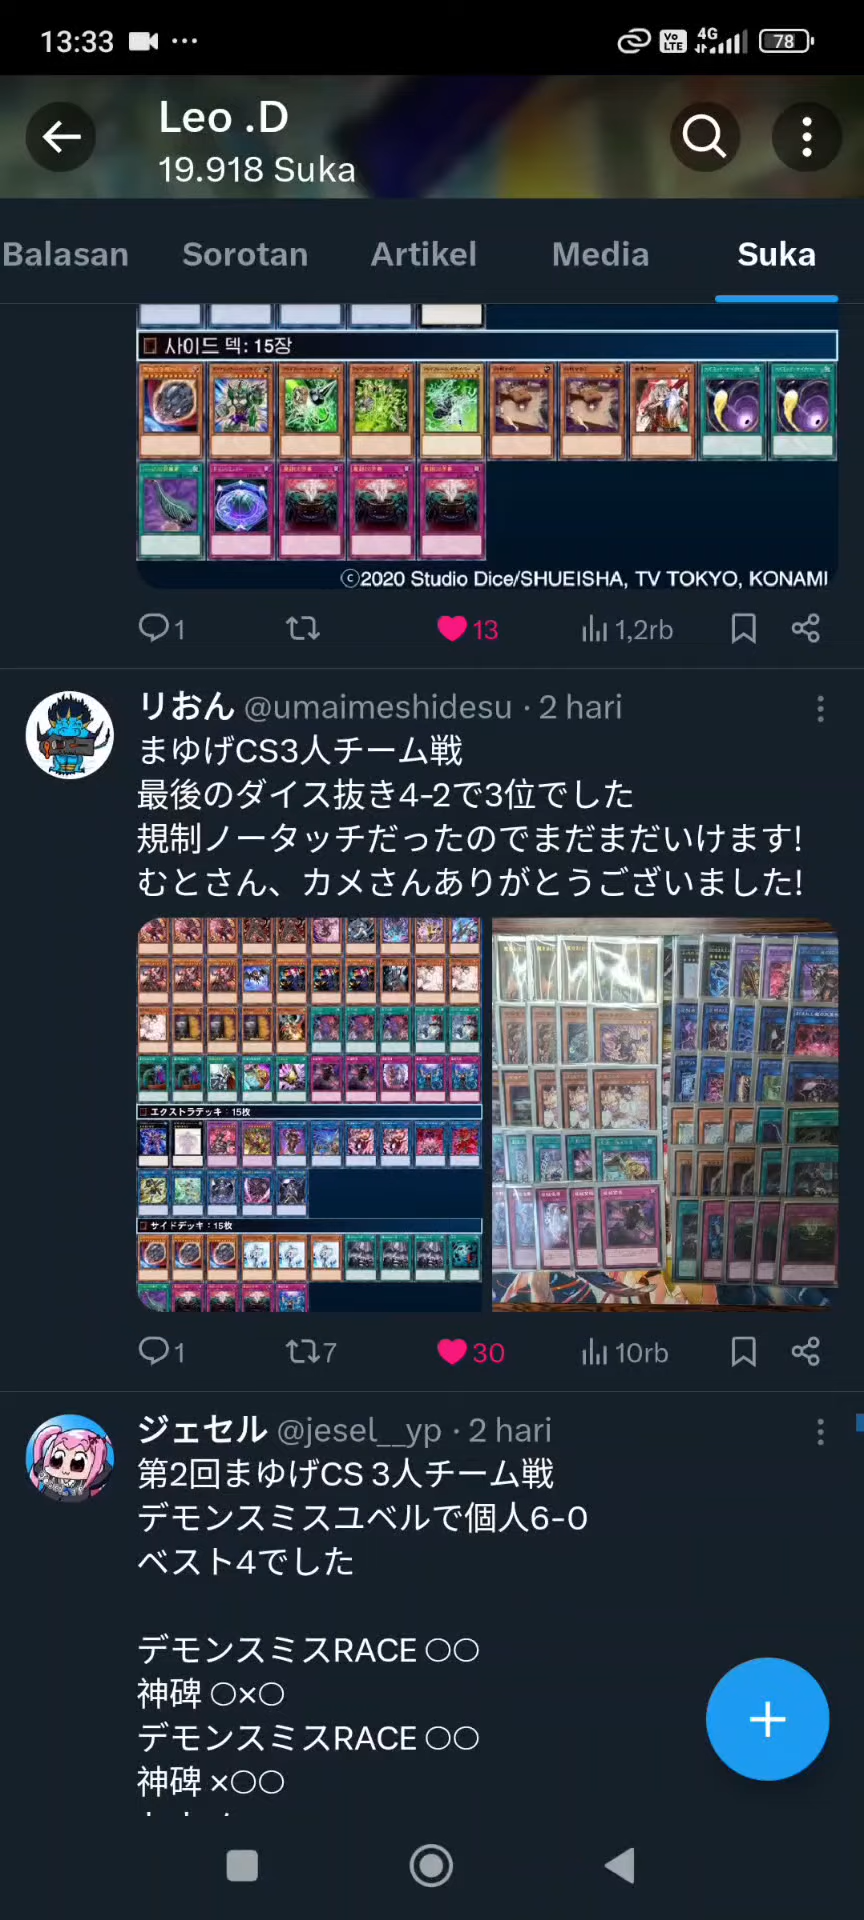 13:33
VoLTE 4G 78
Leo .D
19.918 Suka
Balasan Sorotan Artikel Media Suka
사이드 덱: 15장
©2020 Studio Dice/SHUEISHA, TV TOKYO, KONAMI
1 13 1,2rb
りおん @umaimeshidesu · 2 hari
まゆげCS3人チーム戦
最後のダイス抜き4-2で3位でした
規制ノータッチだったのでまだまだいけます!
むとさん、カメさんありがとうございました!
エクストラデッキ：15枚
サイドデッキ：15枚
1 7 30 10rb
ジェセル @jesel__yp · 2 hari
第2回まゆげCS 3人チーム戦
デモンスミスユベルで個人6-0
ベスト4でした
デモンスミスRACE ○○
神碑 ○×○
デモンスミスRACE ○○
神碑 ×○○